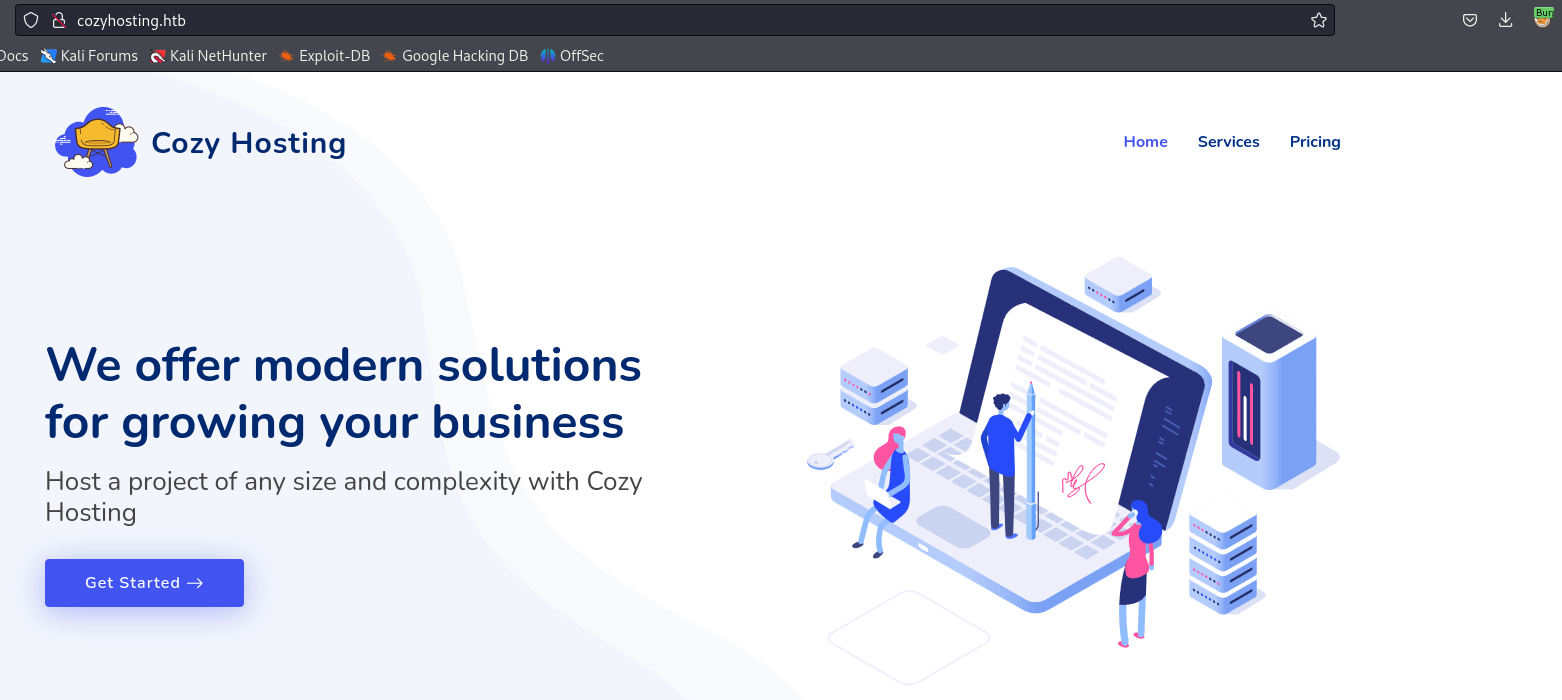 cozyhosting.htb
Docs Kali Forums Kali NetHunter Exploit-DB Google Hacking DB OffSec
Cozy Hosting
Home Services Pricing
We offer modern solutions
for growing your business
Host a project of any size and complexity with Cozy
Hosting
Get Started →